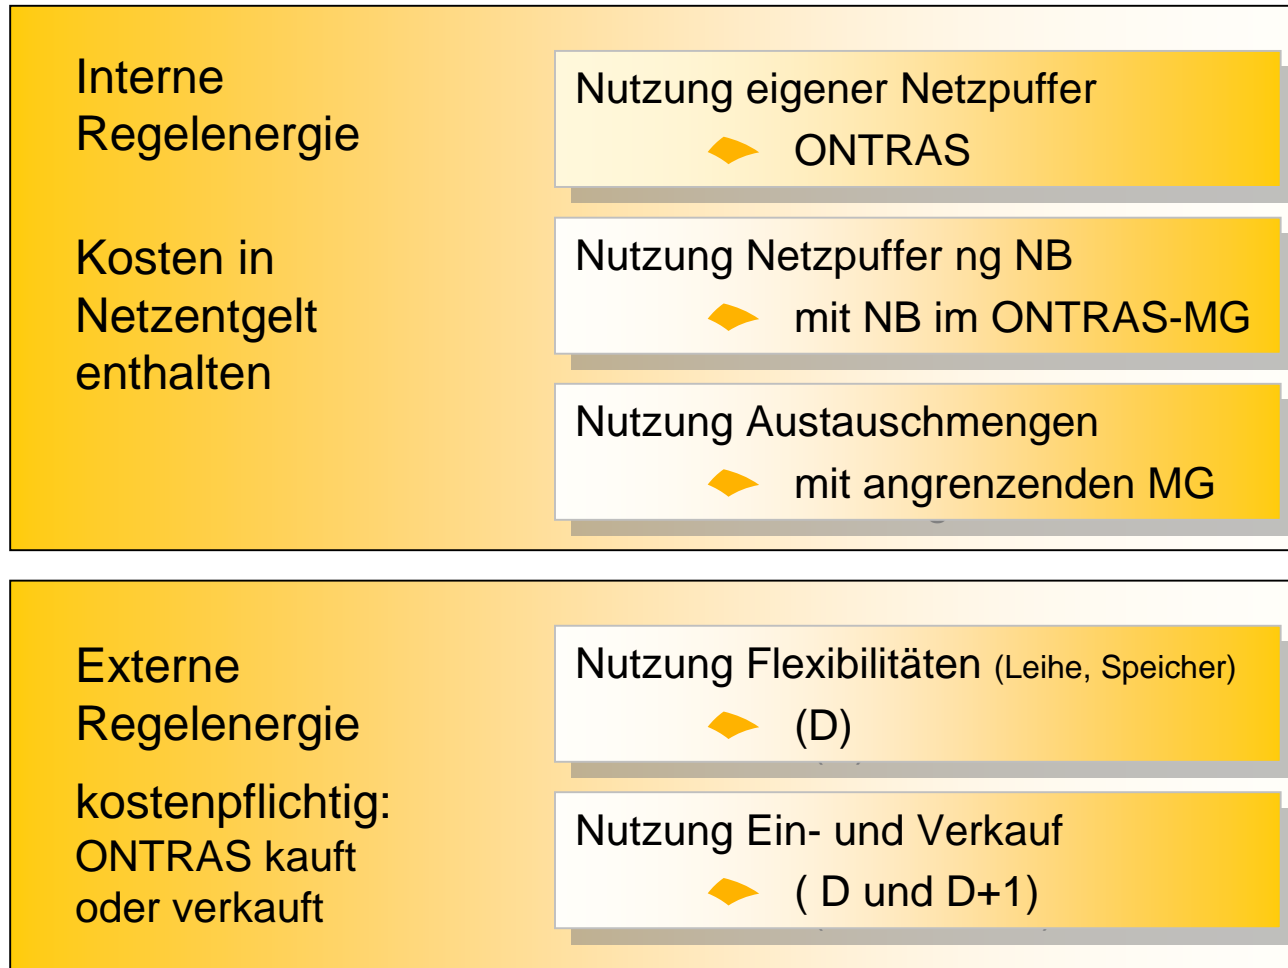 Interne
Regelenergie
Kosten in
Netzentgelt
enthalten
Nutzung eigener Netzpuffer
ONTRAS
Nutzung Netzpuffer ng NB
mit NB im ONTRAS-MG
Nutzung Austauschmengen
mit angrenzenden MG
Externe
Regelenergie
kostenpflichtig:
ONTRAS kauft
oder verkauft
Nutzung Flexibilitäten (Leihe, Speicher)
(D)
Nutzung Ein- und Verkauf
( D und D+1)